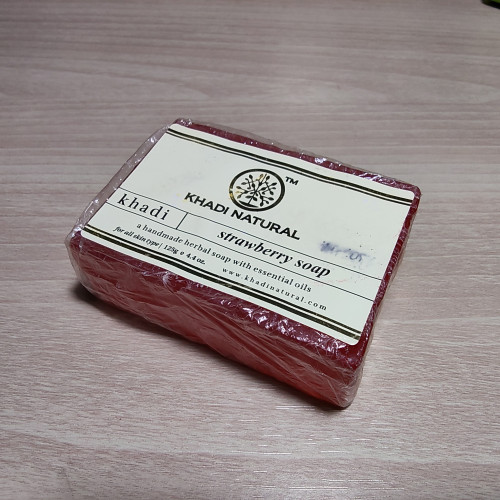 TM
KHADI NATURAL
khadi
strawberry soap
a handmade herbal soap with essential oils
for all skin type | 125g e 4.4 oz.
www.khadinatural.com